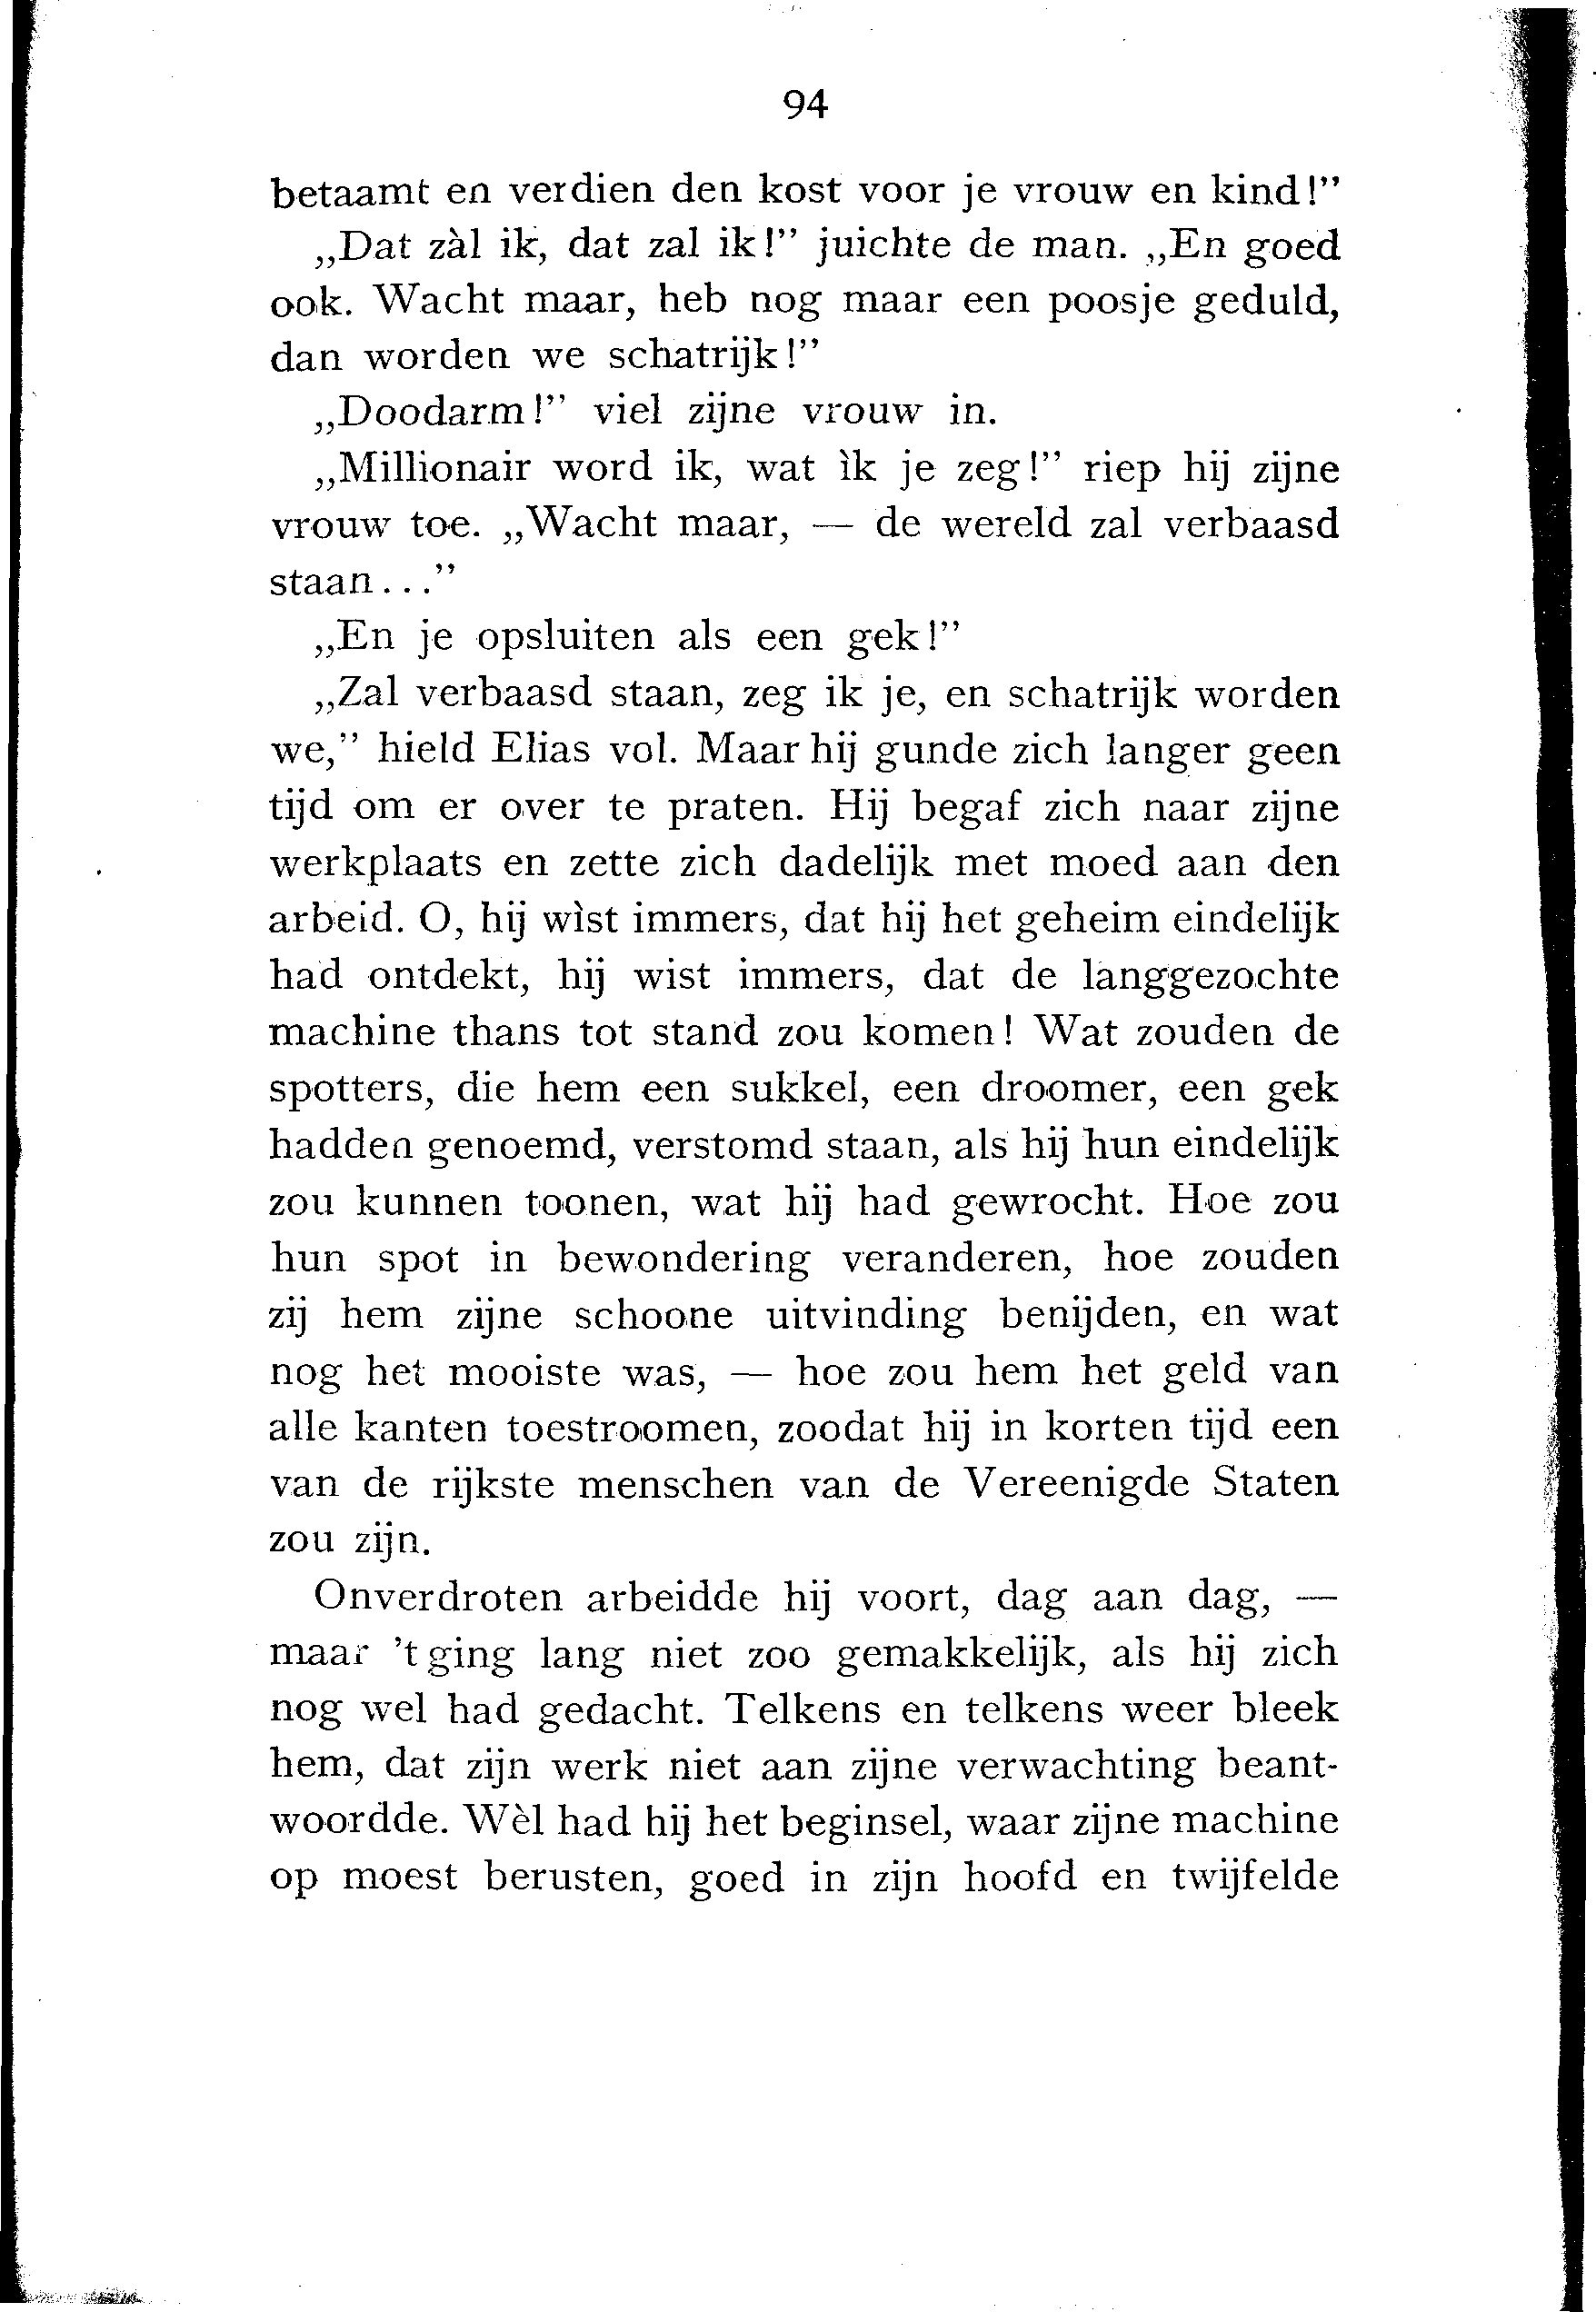 94
betaamt en verdien den kost voor je vrouw en kind!”
„Dat zàl ik, dat zal ik!” juichte de man. „En goed
ook. Wacht maar, heb nog maar een poosje geduld,
dan worden we schatrijk!”
„Doodarm!” viel zijne vrouw in.
„Millionair word ik, wat ìk je zeg!” riep hij zijne
vrouw toe. „Wacht maar, — de wereld zal verbaasd
staan...”
„En je opsluiten als een gek!”
„Zal verbaasd staan, zeg ik je, en schatrijk worden
we,” hield Elias vol. Maar hij gunde zich langer geen
tijd om er over te praten. Hij begaf zich naar zijne
werkplaats en zette zich dadelijk met moed aan den
arbeid. O, hij wìst immers, dat hij het geheim eindelijk
had ontdekt, hij wist immers, dat de langgezochte
machine thans tot stand zou komen! Wat zouden de
spotters, die hem een sukkel, een droomer, een gek
hadden genoemd, verstomd staan, als hij hun eindelijk
zou kunnen toonen, wat hij had gewrocht. Hoe zou
hun spot in bewondering veranderen, hoe zouden
zij hem zijne schoone uitvinding benijden, en wat
nog het mooiste was, — hoe zou hem het geld van
alle kanten toestroomen, zoodat hij in korten tijd een
van de rijkste menschen van de Vereenigde Staten
zou zijn.
Onverdroten arbeidde hij voort, dag aan dag, —
maar ’t ging lang niet zoo gemakkelijk, als hij zich
nog wel had gedacht. Telkens en telkens weer bleek
hem, dat zijn werk niet aan zijne verwachting beant-
woordde. Wèl had hij het beginsel, waar zijne machine
op moest berusten, goed in zijn hoofd en twijfelde